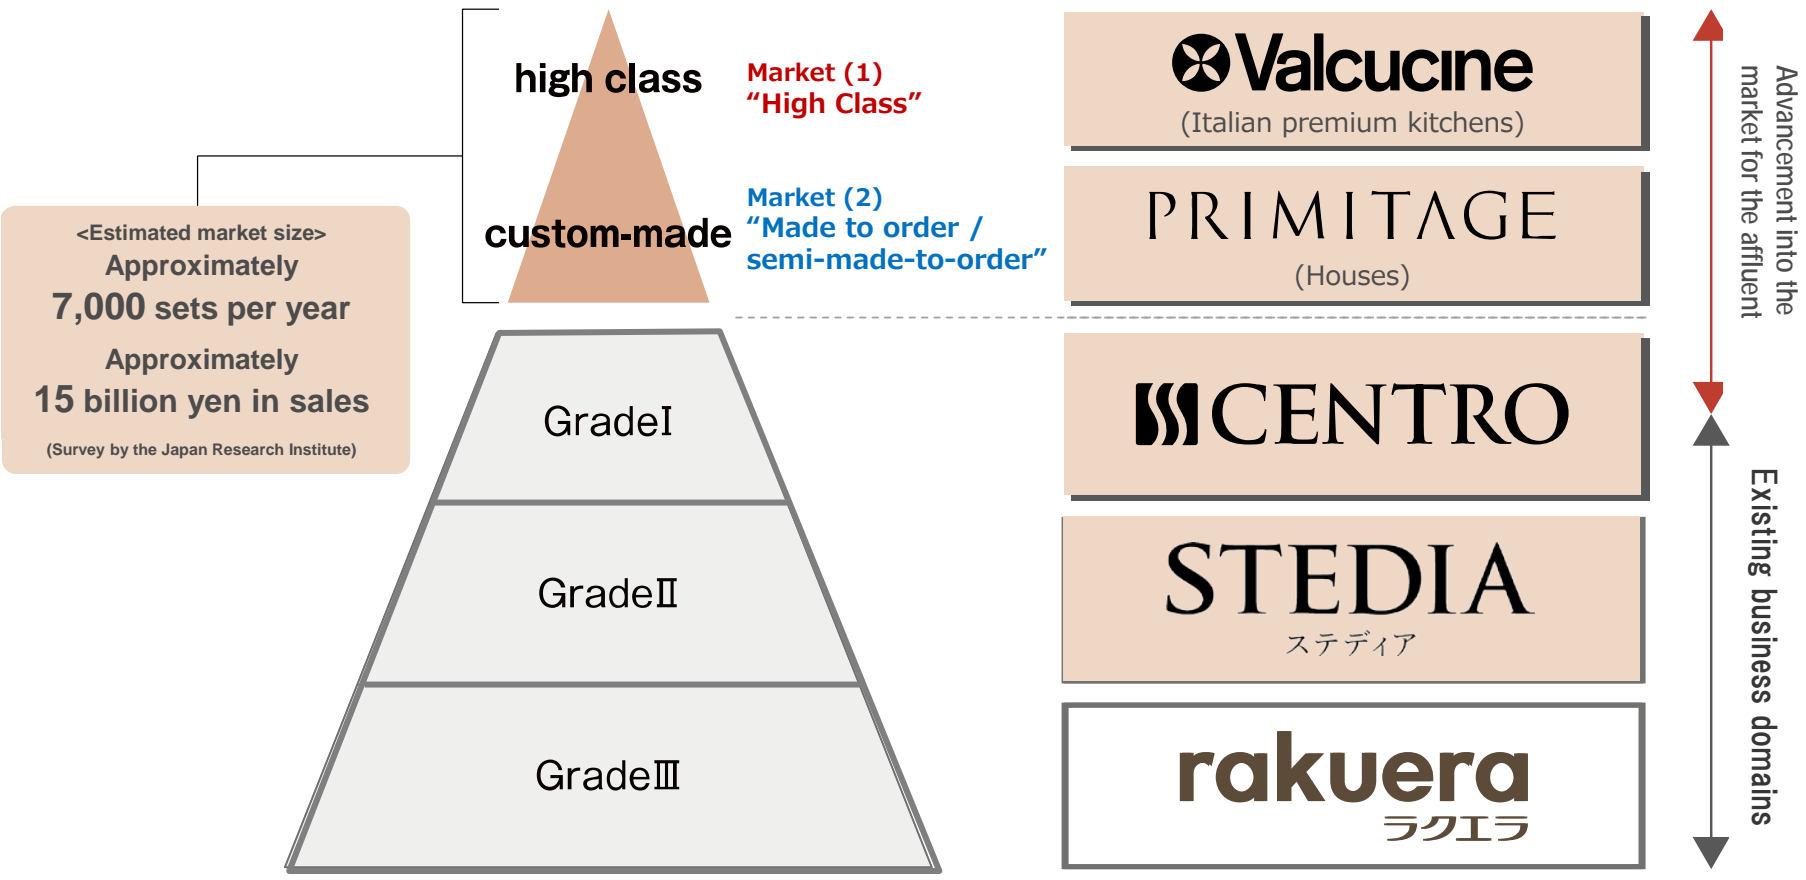 high class
custom-made
Market (1)
“High Class”
Market (2)
“Made to order /
semi-made-to-order”
<Estimated market size>
Approximately
7,000 sets per year
Approximately
15 billion yen in sales
(Survey by the Japan Research Institute)
GradeⅠ
GradeⅡ
GradeⅢ
Valcucine
(Italian premium kitchens)
PRIMITAGE
(Houses)
CENTRO
STEDIA
ステディア
rakuera
ラクエラ
Advancement into the
market for the affluent
Existing business domains